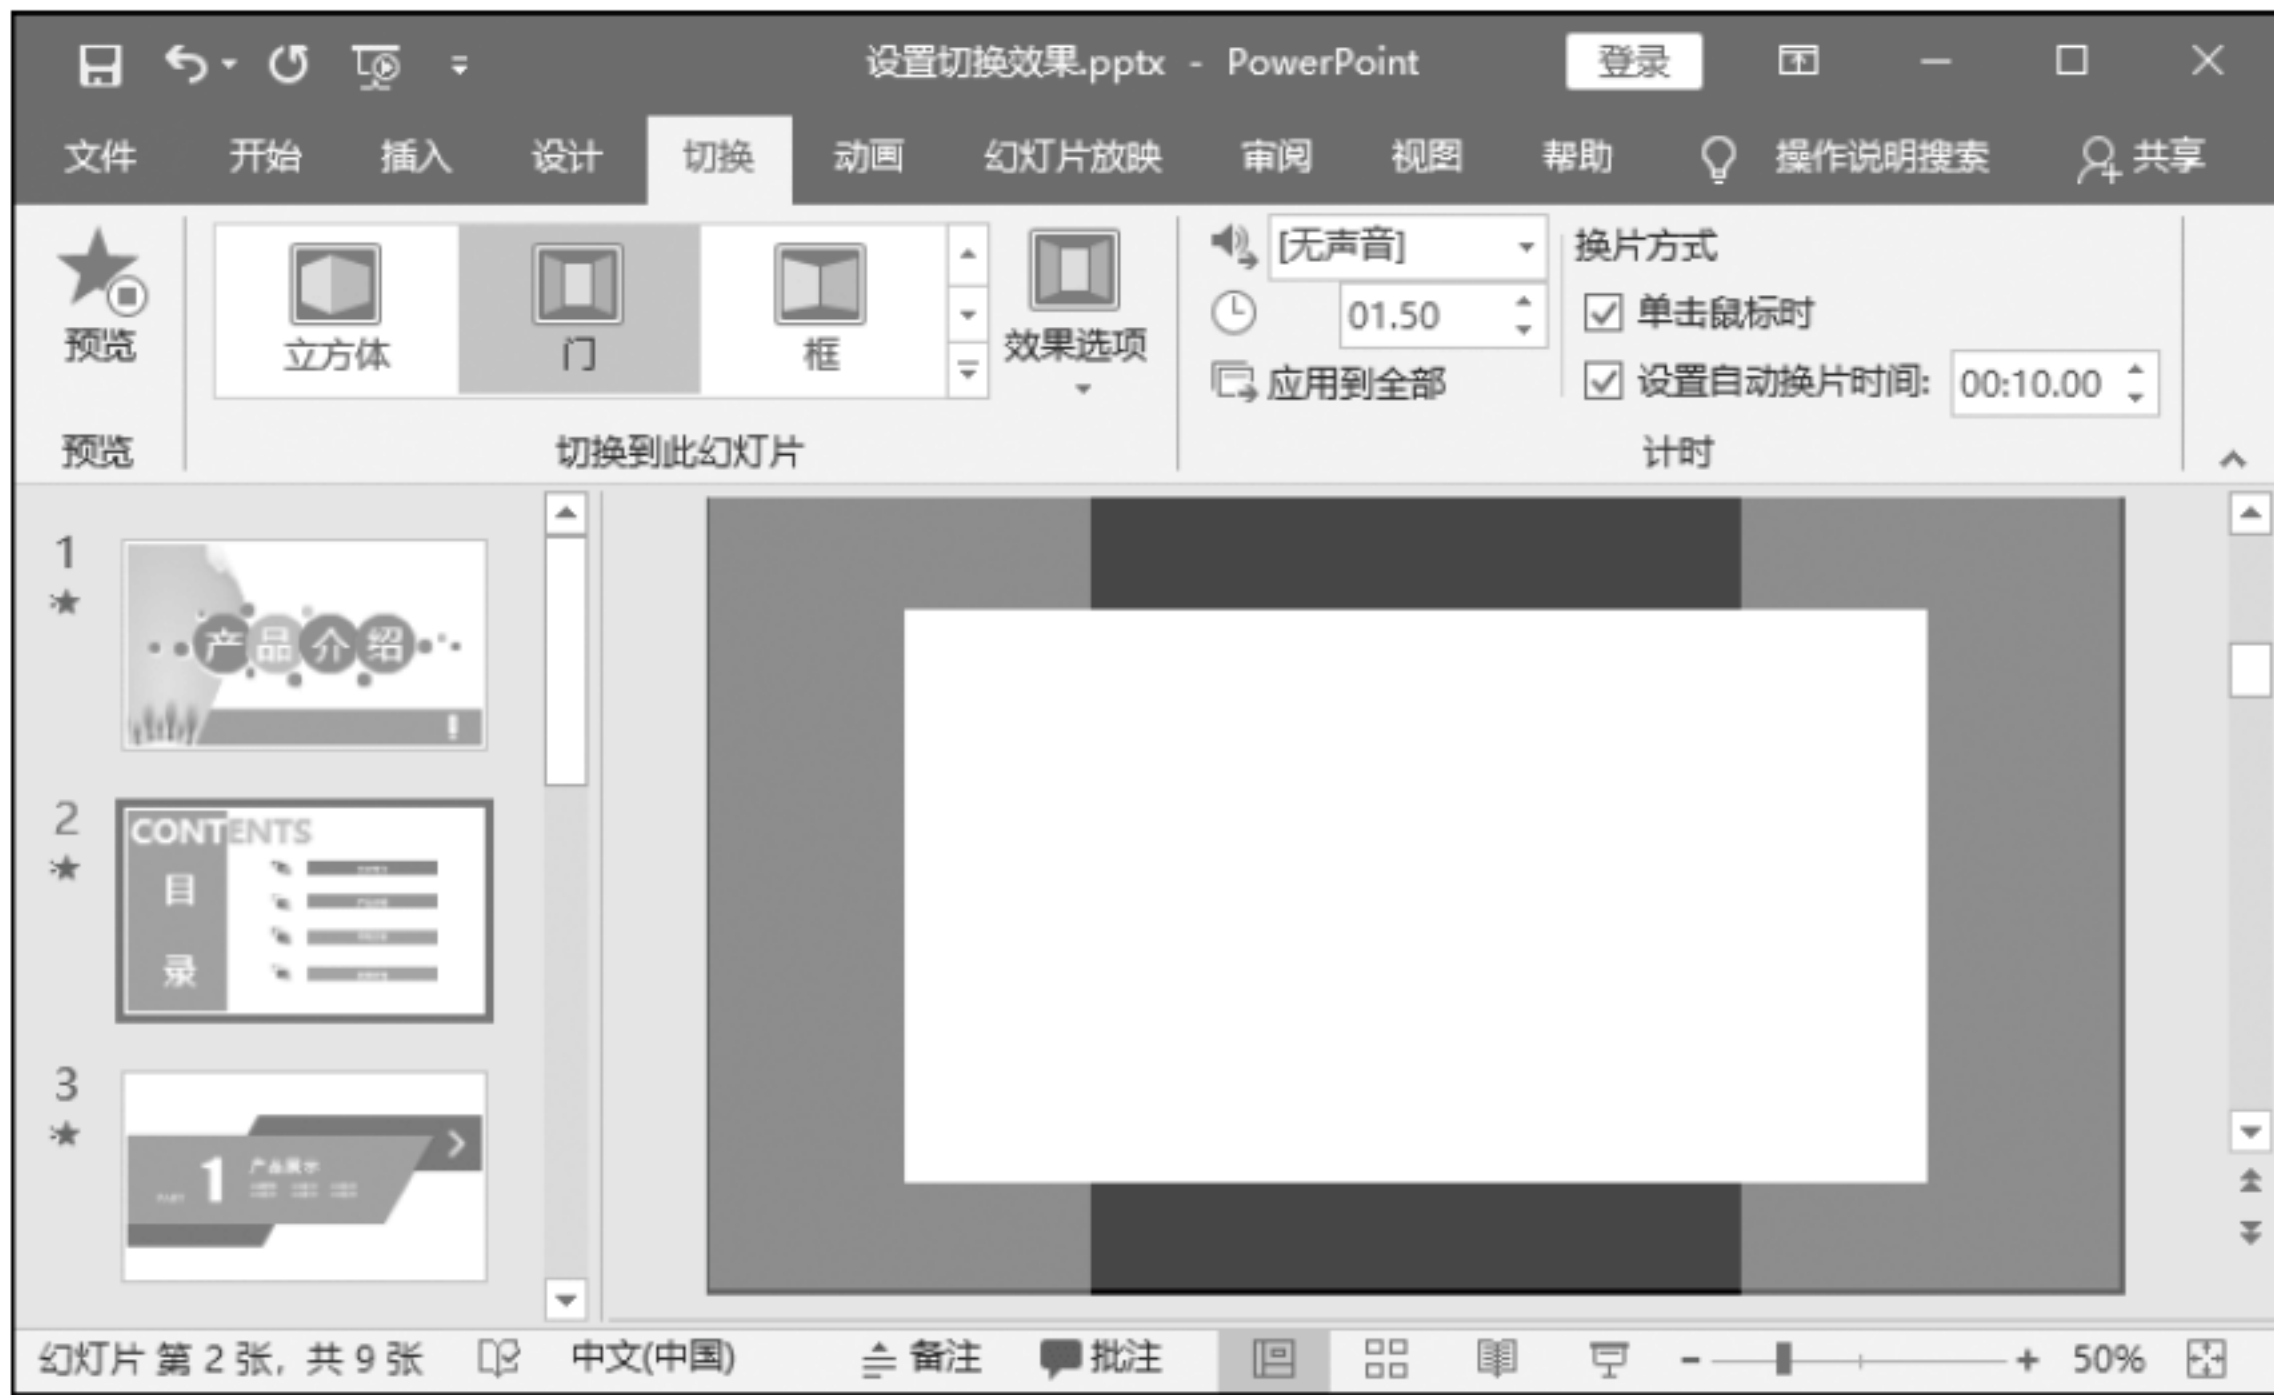 设置切换效果.pptx - PowerPoint
登录
文件 开始 插入 设计 切换 动画 幻灯片放映 审阅 视图 帮助 操作说明搜索 共享
预览
立方体 门 框
效果选项
[无声音]
01.50
应用到全部
换片方式
单击鼠标时
设置自动换片时间: 00:10.00
预览 切换到此幻灯片 计时
1
产品介绍
2
CONTENTS
目
录
3
1 产品展示
幻灯片 第 2 张, 共 9 张 中文(中国) 备注 批注 50%